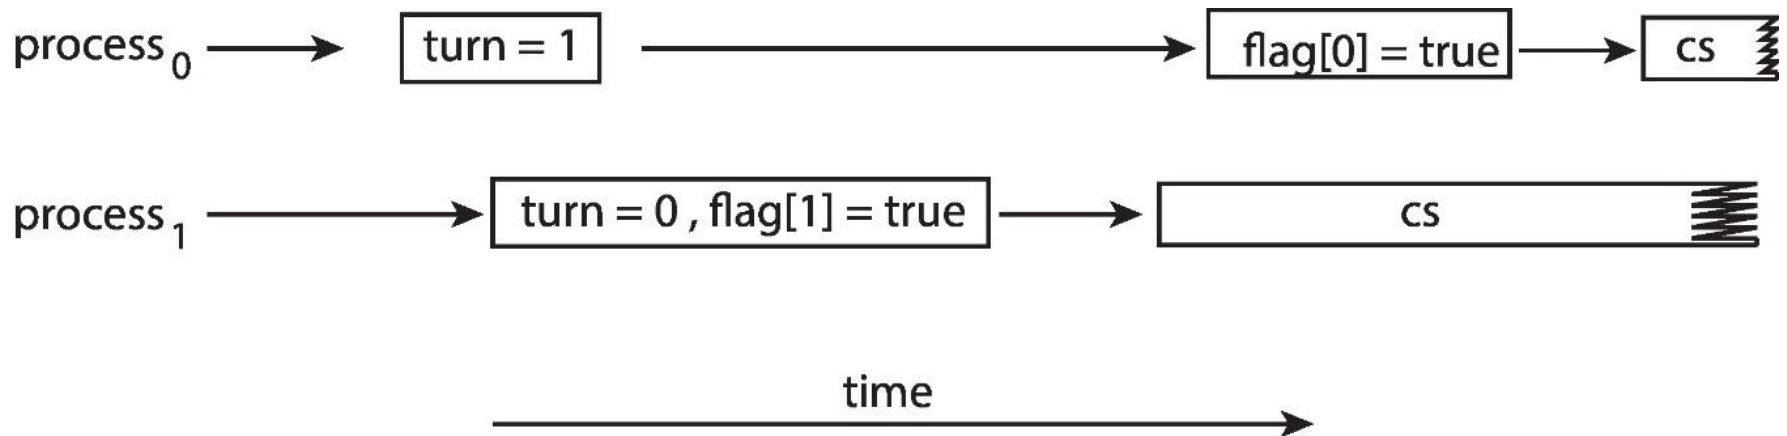 process₀ turn = 1 flag[0] = true cs
process₁ turn = 0 , flag[1] = true cs
time